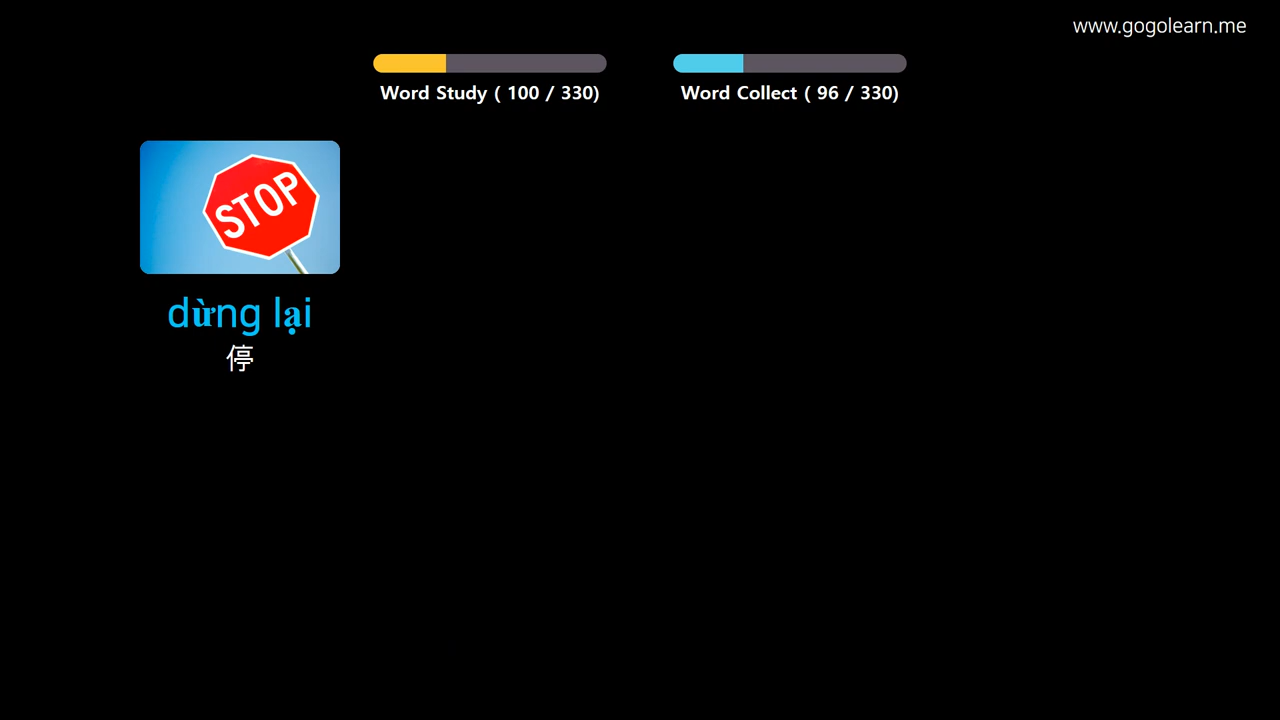 www.gogolearn.me
Word Study ( 100 / 330)
Word Collect ( 96 / 330)
STOP
dừng lại
停